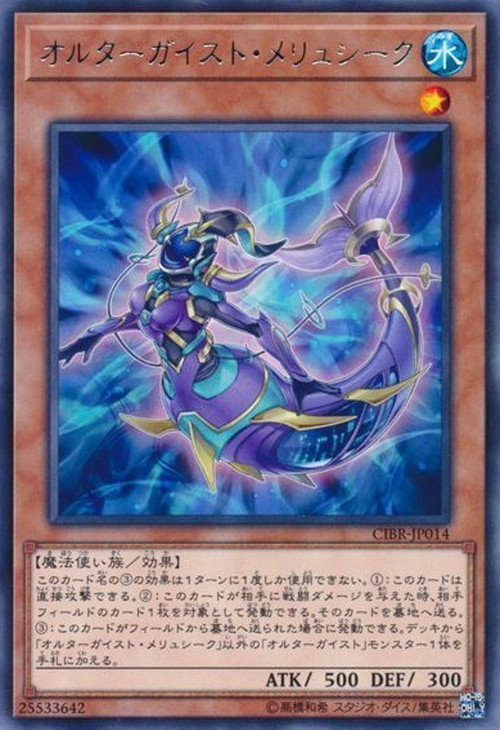 オルターガイスト・メリュシーク
水
CIBR-JP014
【魔法使い族/効果】
このカード名の③の効果は1ターンに1度しか使用できない。①:このカードは
直接攻撃できる。②:このカードが相手に戦闘ダメージを与えた時、相手
フィールドのカード1枚を対象として発動できる。そのカードを墓地へ送る。
③:このカードがフィールドから墓地へ送られた場合に発動できる。デッキから
「オルターガイスト・メリュシーク」以外の「オルターガイスト」モンスター1体を
手札に加える。
ATK/ 500 DEF/ 300
25533642 ©高橋和希 スタジオ・ダイス/集英社